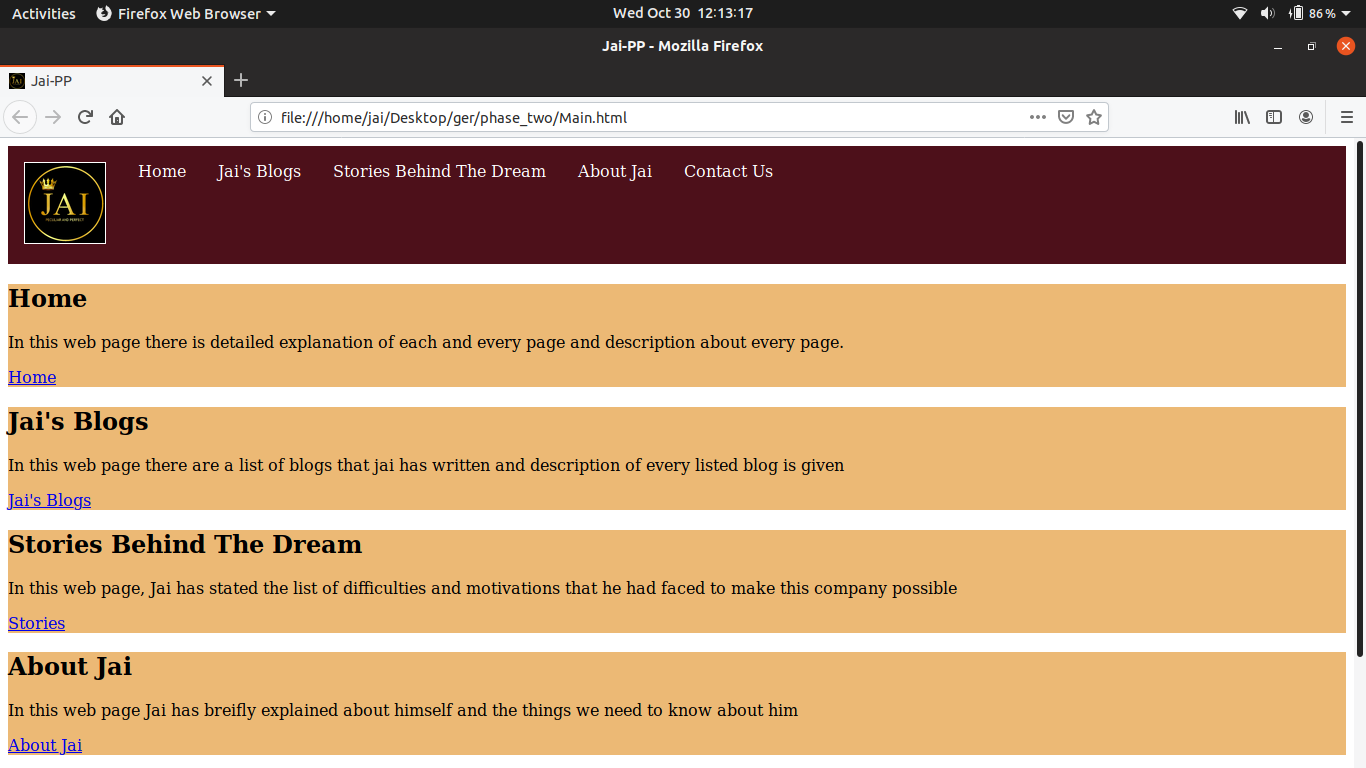 Activities Firefox Web Browser Wed Oct 30 12:13:17 86%
Jai-PP - Mozilla Firefox
JAI Jai-PP
file:///home/jai/Desktop/ger/phase_two/Main.html
Home Jai's Blogs Stories Behind The Dream About Jai Contact Us
JAI
PECULIAR AND PERFECT
Home
In this web page there is detailed explanation of each and every page and description about every page.
Home
Jai's Blogs
In this web page there are a list of blogs that jai has written and description of every listed blog is given
Jai's Blogs
Stories Behind The Dream
In this web page, Jai has stated the list of difficulties and motivations that he had faced to make this company possible
Stories
About Jai
In this web page Jai has breifly explained about himself and the things we need to know about him
About Jai